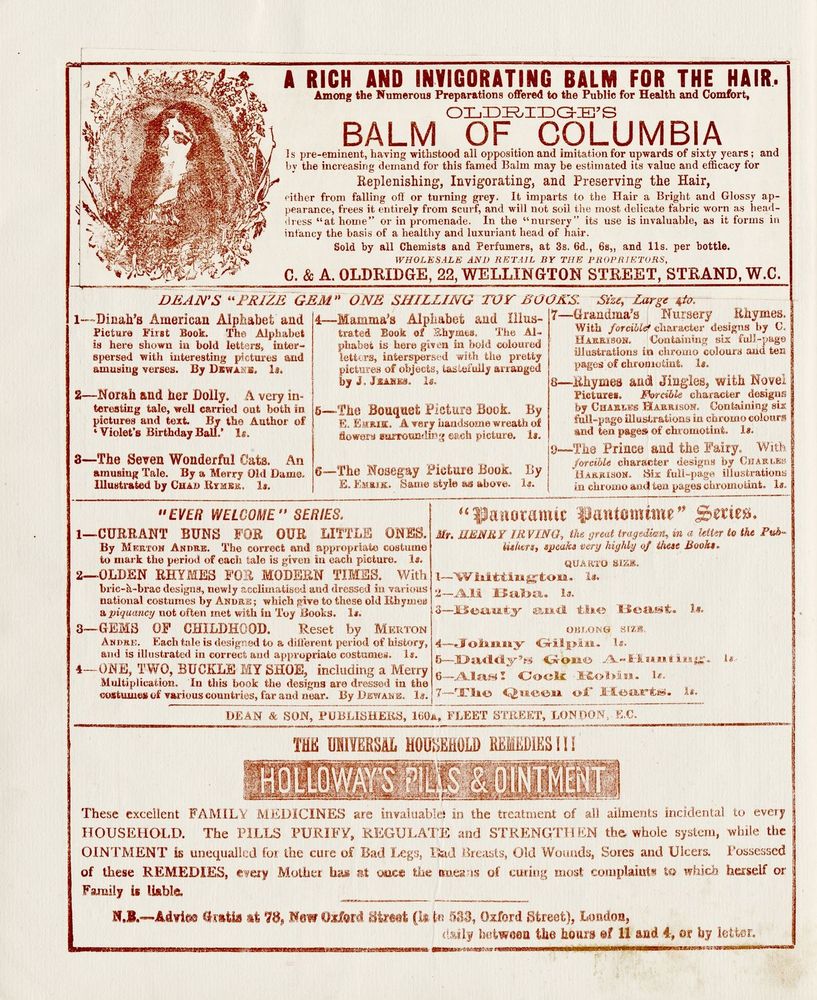 A RICH AND INVIGORATING BALM FOR THE HAIR.
Among the Numerous Preparations offered to the Public for Health and Comfort,
OLDRIDGE'S
BALM OF COLUMBIA
Is pre-eminent, having withstood all opposition and imitation for upwards of sixty years; and
by the increasing demand for this famed Balm may be estimated its value and efficacy for
Replenishing, Invigorating, and Preserving the Hair,
either from falling off or turning grey. It imparts to the Hair a Bright and Glossy ap-
pearance, frees it entirely from scurf, and will not soil the most delicate fabric worn as head-
dress "at home" or in promenade. In the "nursery" its use is invaluable, as it forms in
infancy the basis of a healthy and luxuriant head of hair.
Sold by all Chemists and Perfumers, at 3s. 6d., 6s,, and 11s. per bottle.
WHOLESALE AND RETAIL BY THE PROPRIETORS,
C. & A. OLDRIDGE, 22, WELLINGTON STREET, STRAND, W.C.
DEAN'S "PRIZE GEM" ONE SHILLING TOY BOOKS. Size, Large 4to.
1—Dinah's American Alphabet and
Picture First Book. The Alphabet
is here shown in bold letters, inter-
spersed with interesting pictures and
amusing verses. By DEWANE. 1s.
2—Norah and her Dolly. A very in-
teresting tale, well carried out both in
pictures and text. By the Author of
'Violet's Birthday Ball.' 1s.
3—The Seven Wonderful Cats. An
amusing Tale. By a Merry Old Dame.
Illustrated by CHAD RYMER. 1s.
4—Mamma's Alphabet and Illus-
trated Book of Rhymes. The Al-
phabet is here given in bold coloured
letters, interspersed with the pretty
pictures of objects, tastefully arranged
by J. JEANES. 1s.
5—The Bouquet Picture Book. By
E. EMRIK. A very handsome wreath of
flowers surrounding each picture. 1s.
6—The Nosegay Picture Book. By
E. EMRIK. Same style as above. 1s.
7—Grandma's Nursery Rhymes.
With forcible character designs by C.
HARRISON. Containing six full-page
illustrations in chromo colours and ten
pages of chromotint. 1s.
8—Rhymes and Jingles, with Novel
Pictures. Forcible character designs
by CHARLES HARRISON. Containing six
full-page illustrations in chromo colours
and ten pages of chromotint. 1s.
9—The Prince and the Fairy. With
forcible character designs by CHARLES
HARRISON. Six full-page illustrations
in chromo and ten pages chromotint. 1s.
"EVER WELCOME" SERIES.
1—CURRANT BUNS FOR OUR LITTLE ONES.
By MERTON ANDRE. The correct and appropriate costume
to mark the period of each tale is given in each picture. 1s.
2—OLDEN RHYMES FOR MODERN TIMES. With
bric-à-brac designs, newly acclimatised and dressed in various
national costumes by ANDRE; which give to these old Rhymes
a piquancy not often met with in Toy Books. 1s.
3—GEMS OF CHILDHOOD. Reset by MERTON
ANDRE. Each tale is designed to a different period of history,
and is illustrated in correct and appropriate costumes. 1s.
4—ONE, TWO, BUCKLE MY SHOE, including a Merry
Multiplication. In this book the designs are dressed in the
costumes of various countries, far and near. By DEWANE. 1s.
"Panoramic Pantomime" Series.
Mr. HENRY IRVING, the great tragedian, in a letter to the Pub-
lishers, speaks very highly of these Books.
QUARTO SIZE.
1—Whittington. 1s.
2—Ali Baba. 1s.
3—Beauty and the Beast. 1s.
OBLONG SIZE.
4—Johnny Gilpin. 1s.
5—Daddy's Gone A-Hunting. 1s
6—Alas! Cock Robin. 1s.
7—The Queen of Hearts. 1s.
DEAN & SON, PUBLISHERS, 160A, FLEET STREET, LONDON, E.C.
THE UNIVERSAL HOUSEHOLD REMEDIES!!!
HOLLOWAY'S PILLS & OINTMENT
These excellent FAMILY MEDICINES are invaluable in the treatment of all ailments incidental to every
HOUSEHOLD. The PILLS PURIFY, REGULATE and STRENGTHEN the whole system, while the
OINTMENT is unequalled for the cure of Bad Legs, Bad Breasts, Old Wounds, Sores and Ulcers. Possessed
of these REMEDIES, every Mother has at once the means of curing most complaints to which herself or
Family is liable.
N.B.—Advice Gratis at 78, New Oxford Street (late 533, Oxford Street), London,
daily between the hours of 11 and 4, or by letter.